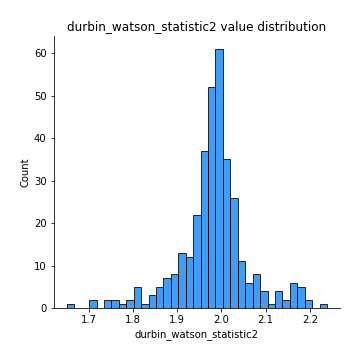 durbin_watson_statistic2 value distribution
60
50
40
30
20
10
0
Count
1.7 1.8 1.9 2.0 2.1 2.2
durbin_watson_statistic2